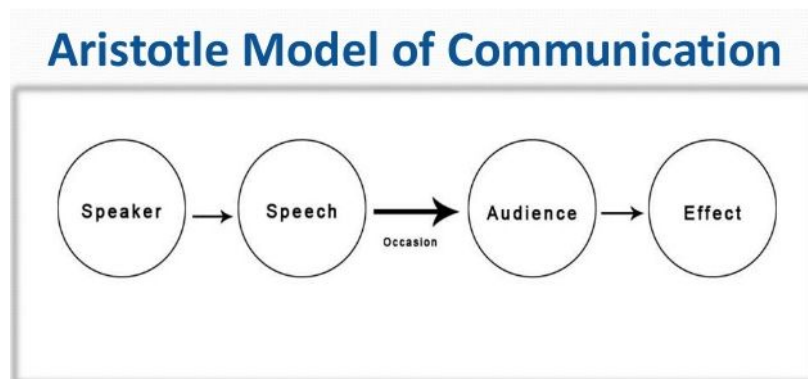 Aristotle Model of Communication
Speaker Speech Audience Effect
Occasion